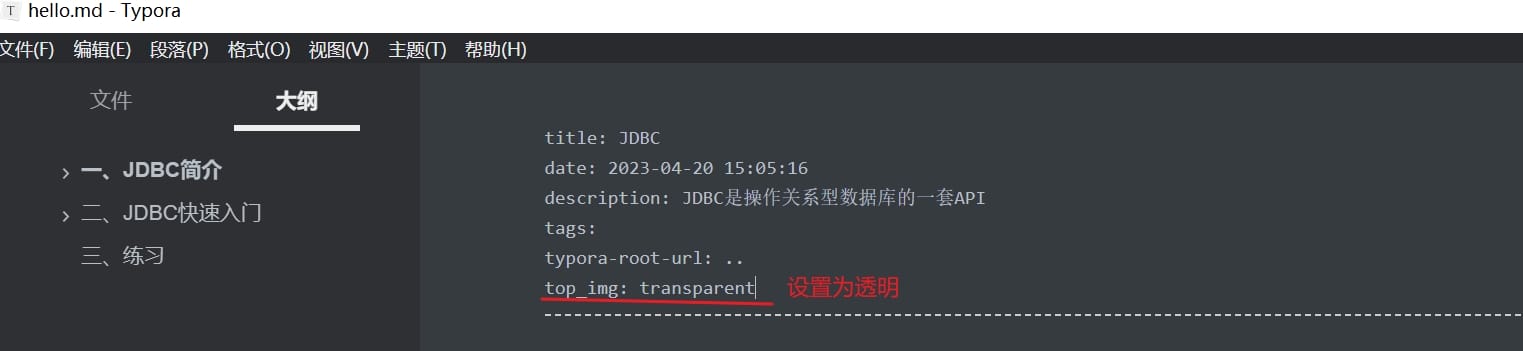 T hello.md - Typora
文件(F) 编辑(E) 段落(P) 格式(O) 视图(V) 主题(T) 帮助(H)
文件 大纲
一、JDBC简介
二、JDBC快速入门
三、练习
title: JDBC
date: 2023-04-20 15:05:16
description: JDBC是操作关系型数据库的一套API
tags:
typora-root-url: ..
top_img: transparent 设置为透明